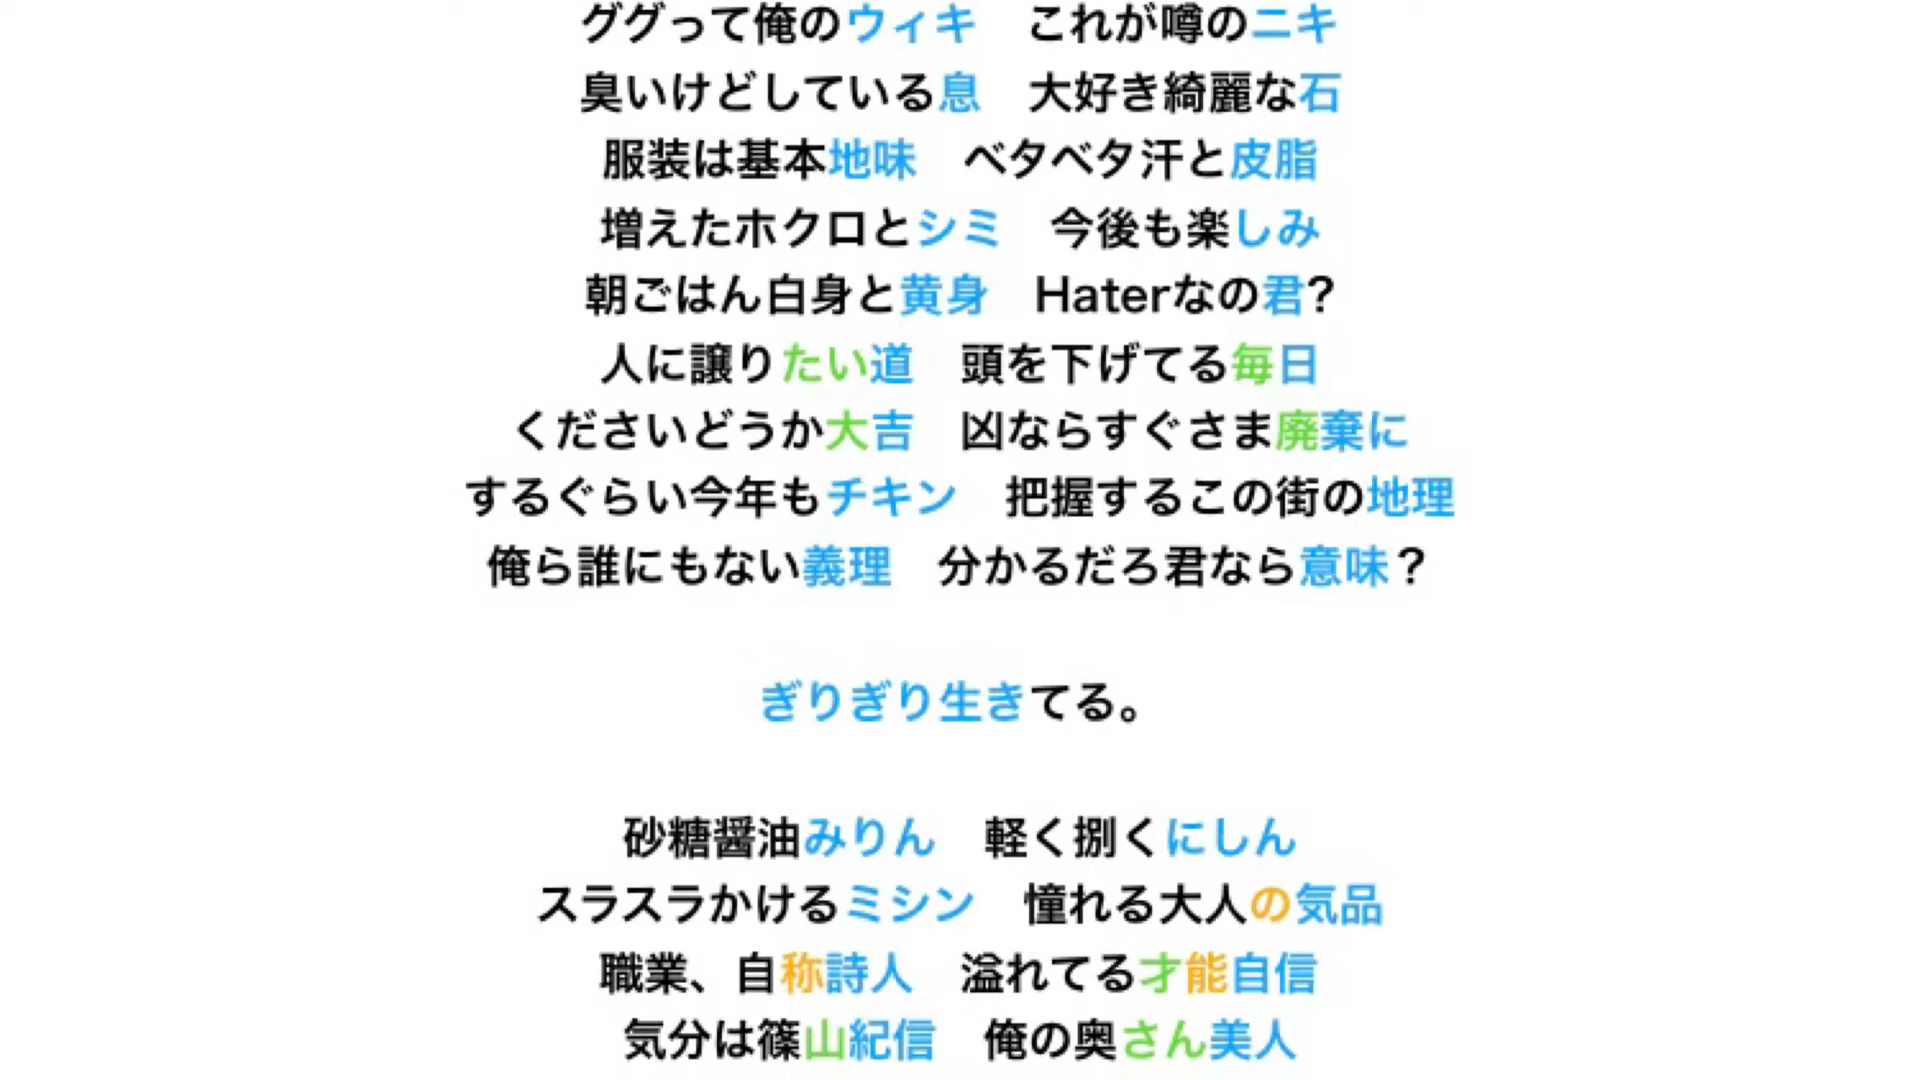 ググって俺のウィキ　これが噂のニキ
臭いけどしている息　大好き綺麗な石
服装は基本地味　ベタベタ汗と皮脂
増えたホクロとシミ　今後も楽しみ
朝ごはん白身と黄身　Haterなの君?
人に譲りたい道　頭を下げてる毎日
くださいどうか大吉　凶ならすぐさま廃棄に
するぐらい今年もチキン　把握するこの街の地理
俺ら誰にもない義理　分かるだろ君なら意味？
ぎりぎり生きてる。
砂糖醤油みりん　軽く捌くにしん
スラスラかけるミシン　憧れる大人の気品
職業、自称詩人　溢れてる才能自信
気分は篠山紀信　俺の奥さん美人